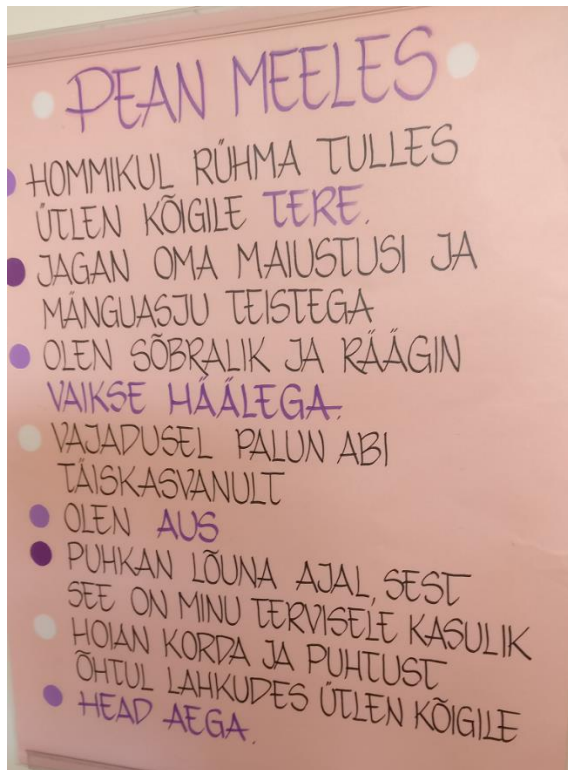 PEAN MEELES
HOMMIKUL RÜHMA TULLES
ÜTLEN KÕIGILE TERE.
JAGAN OMA MAIUSTUSI JA
MÄNGUASJU TEISTEGA
OLEN SÕBRALIK JA RÄÄGIN
VAIKSE HÄÄLEGA.
VAJADUSEL PALUN ABI
TÄISKASVANULT
OLEN AUS
PUHKAN LÕUNA AJAL, SEST
SEE ON MINU TERVISELE KASULIK
HOIAN KORDA JA PUHTUST
ÕHTUL LAHKUDES ÜTLEN KÕIGILE
HEAD AEGA.